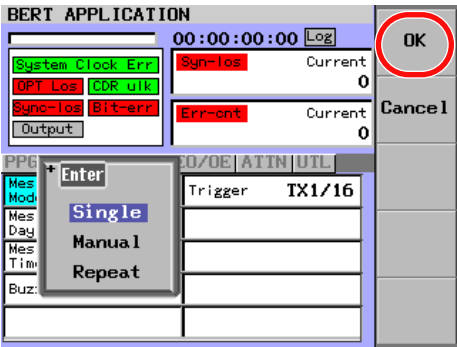 BERT APPLICATION
00:00:00:00 Log
System Clock Err
OPT Los CDR ulk
Sync-los Bit-err
Output
Syn-los Current
0
Err-cnt Current
0
OK
Cancel
PPG EO/OE ATTN UTL
Mes
Mode
Trigger TX1/16
Mes
Day
Mes
Time
Buz
Enter
Single
Manual
Repeat